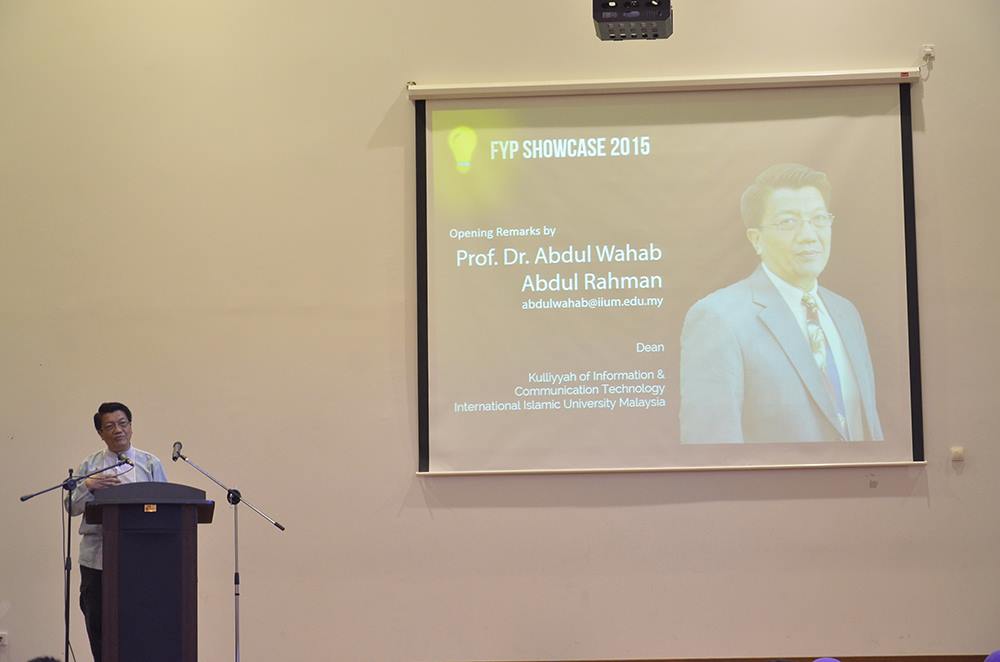 FYP SHOWCASE 2015
Opening Remarks by
Prof. Dr. Abdul Wahab
Abdul Rahman
abdulwahab@iium.edu.my
Dean
Kulliyyah of Information &
Communication Technology
International Islamic University Malaysia